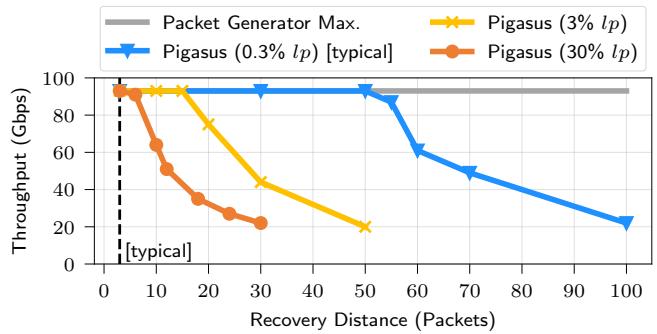 Packet Generator Max.
Pigasus (0.3% lp) [typical]
Pigasus (3% lp)
Pigasus (30% lp)
Throughput (Gbps)
100
80
60
40
20
0
[typical]
0 10 20 30 40 50 60 70 80 90 100
Recovery Distance (Packets)